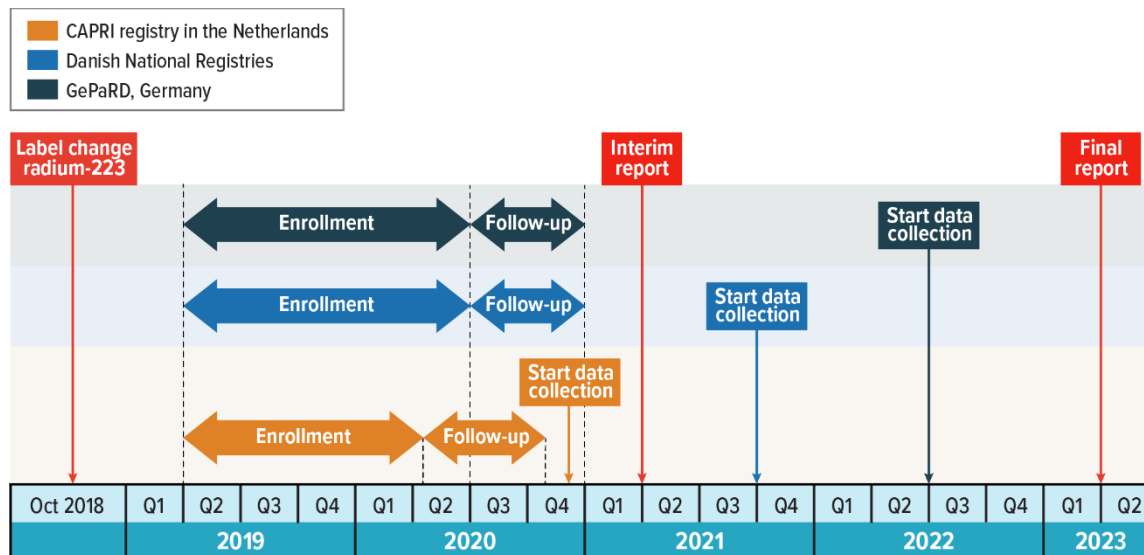 CAPRI registry in the Netherlands
Danish National Registries
GePaRD, Germany
Label change
radium-223
Interim
report
Final
report
Enrollment
Follow-up
Start data
collection
Enrollment
Follow-up
Start data
collection
Start data
collection
Enrollment
Follow-up
Oct 2018 Q1 Q2 Q3 Q4 Q1 Q2 Q3 Q4 Q1 Q2 Q3 Q4 Q1 Q2 Q3 Q4 Q1 Q2
2019 2020 2021 2022 2023